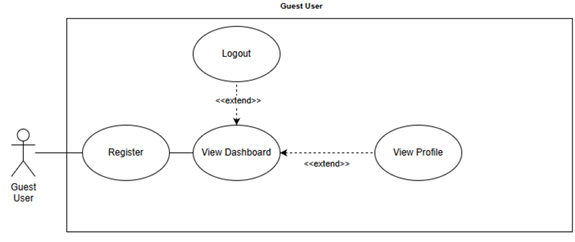 Guest User
Logout
<<extend>>
Register
View Dashboard
View Profile
<<extend>>
Guest
User